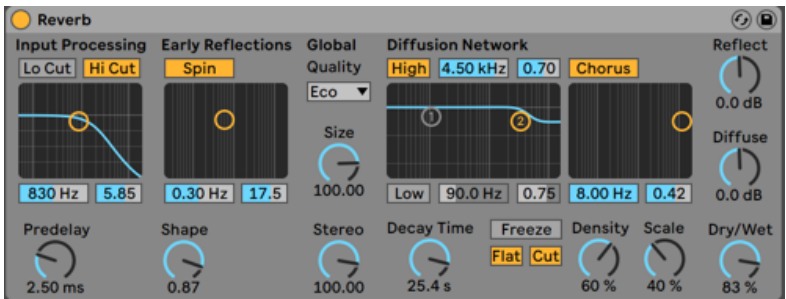 Reverb
Input Processing Early Reflections Global Diffusion Network Reflect
Lo Cut Hi Cut Spin Quality High 4.50 kHz 0.70 Chorus
Eco 0.0 dB
1 2
Size Diffuse
100.00
830 Hz 5.85 0.30 Hz 17.5 Low 90.0 Hz 0.75 8.00 Hz 0.42 0.0 dB
Predelay Shape Stereo Decay Time Freeze Density Scale Dry/Wet
Flat Cut
2.50 ms 0.87 100.00 25.4 s 60 % 40 % 83 %